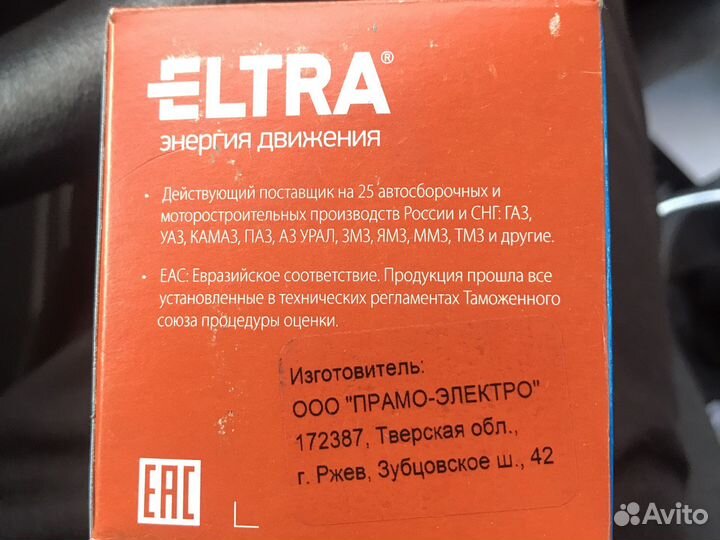 ELTRA®
энергия движения
• Действующий поставщик на 25 автосборочных и
моторостроительных производств России и СНГ: ГАЗ,
УАЗ, КАМАЗ, ПАЗ, АЗ УРАЛ, ЗМЗ, ЯМЗ, ММЗ, ТМЗ и другие.
• ЕАС: Евразийское соответствие. Продукция прошла все
установленные в технических регламентах Таможенного
союза процедуры оценки.
Изготовитель:
ООО "ПРАМО-ЭЛЕКТРО"
172387, Тверская обл.,
г. Ржев, Зубцовское ш., 42
EAC
Avito